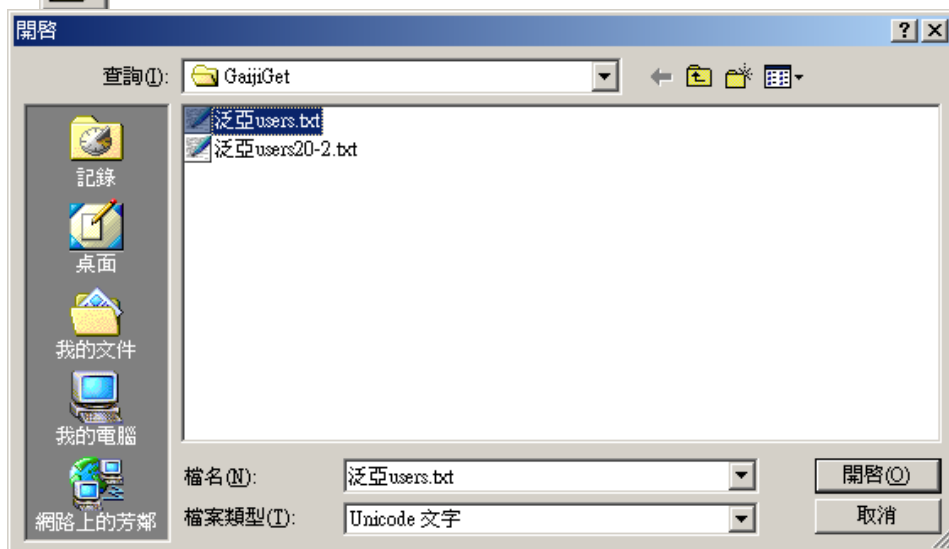 開啓
查詢(I):
GaijiGet
泛亞users.txt
泛亞users20-2.txt
記錄
桌面
我的文件
我的電腦
網路上的芳鄰
檔名(N):
泛亞users.txt
開啓(O)
檔案類型(T):
Unicode 文字
取消